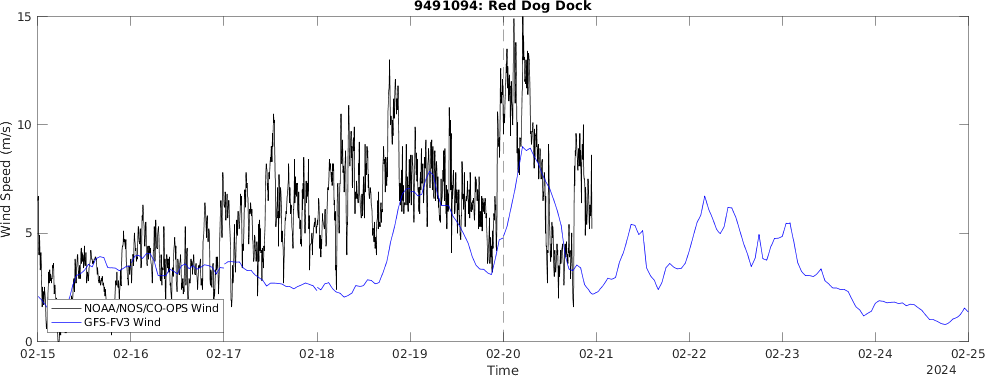 9491094: Red Dog Dock
15
10
5
0
Wind Speed (m/s)
NOAA/NOS/CO-OPS Wind
GFS-FV3 Wind
02-15 02-16 02-17 02-18 02-19 02-20 02-21 02-22 02-23 02-24 02-25
Time
2024